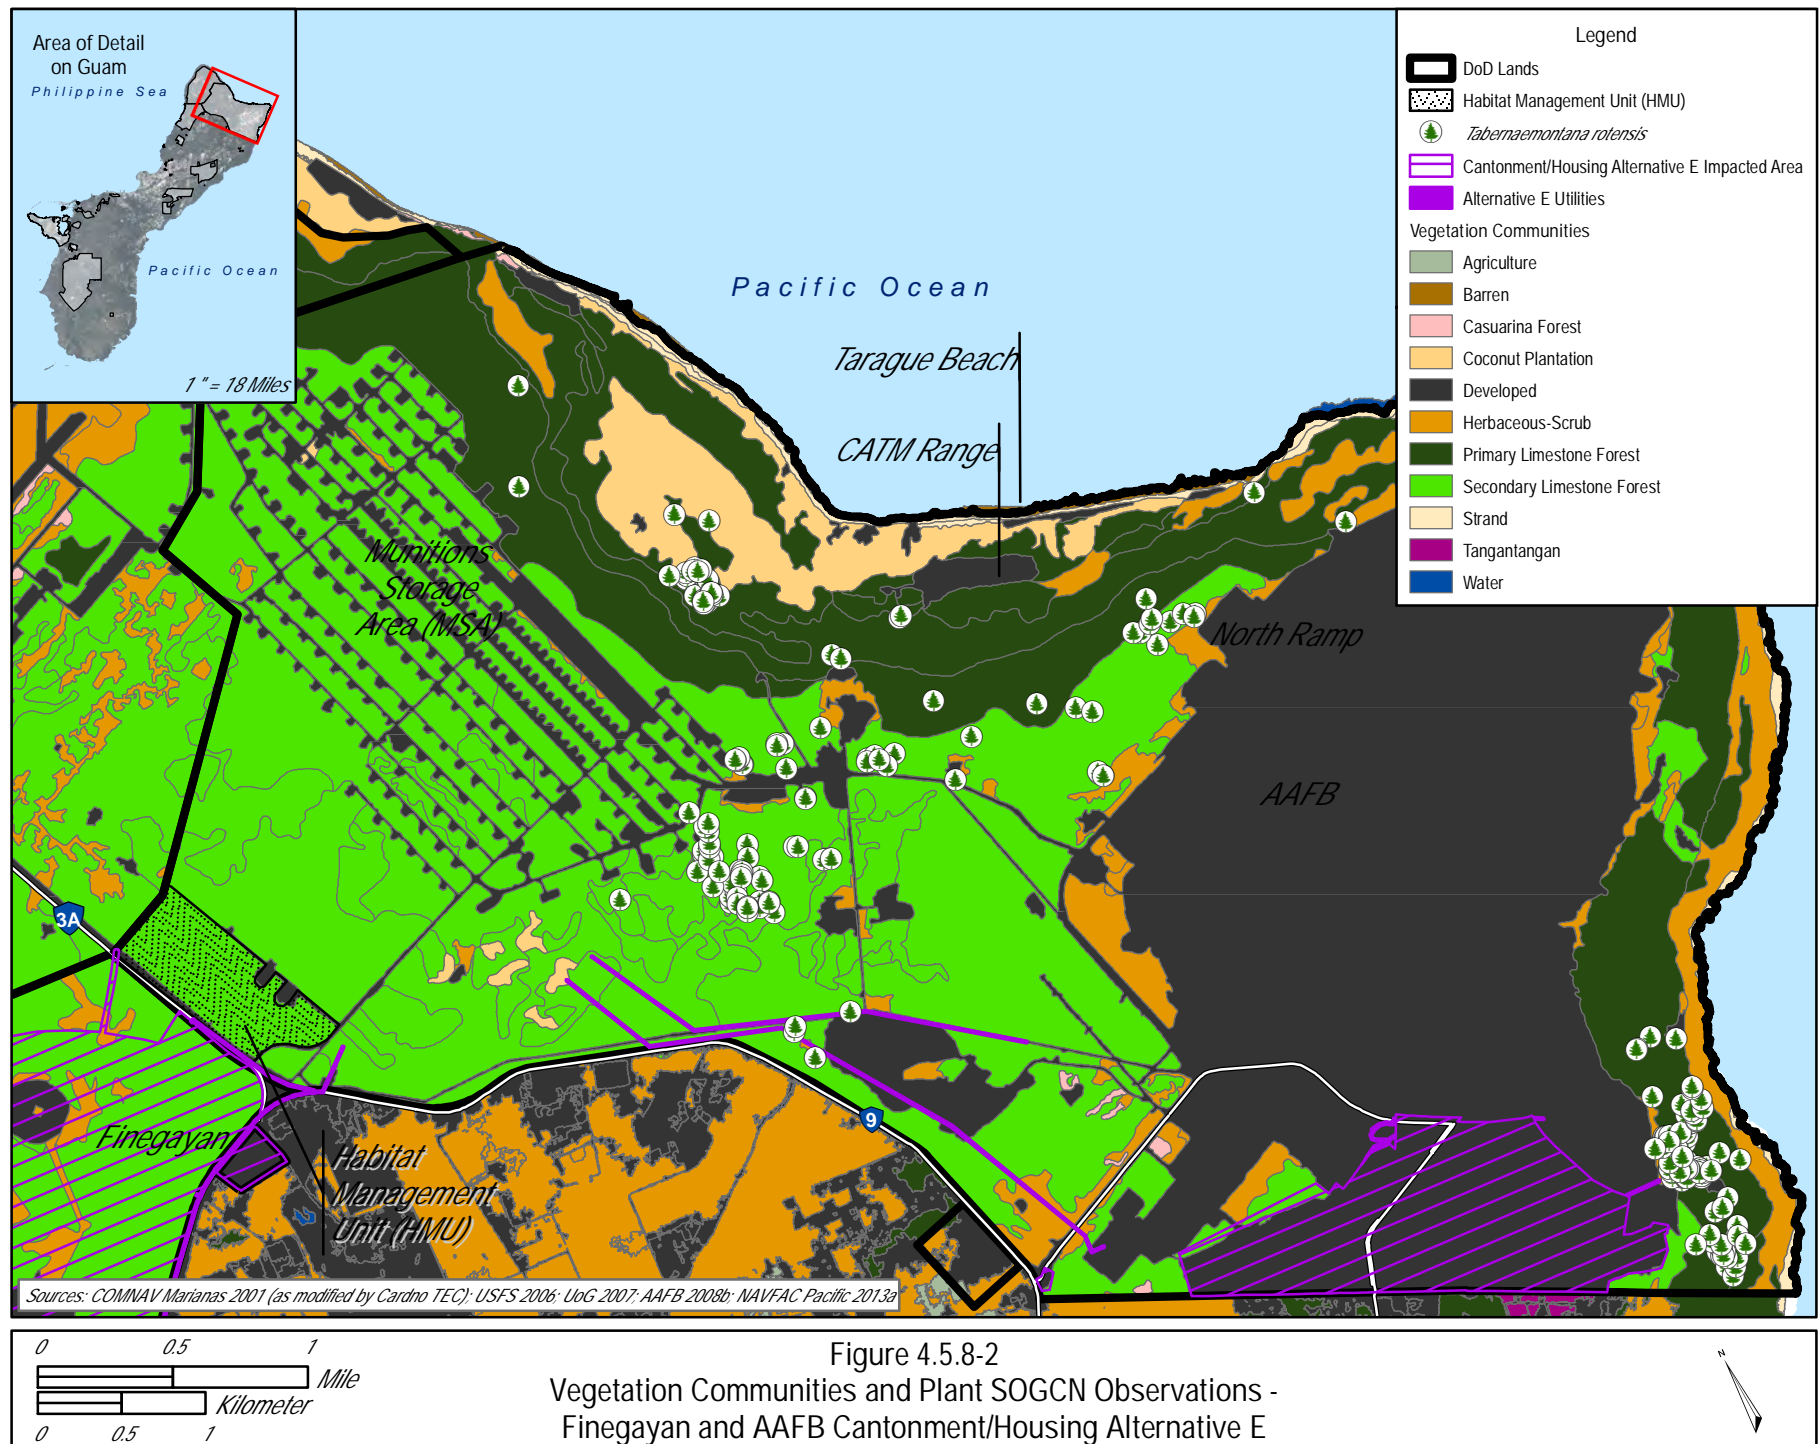 Area of Detail
on Guam
Philippine Sea
Pacific Ocean
1 " = 18 Miles
Pacific Ocean
Tarague Beach
CATM Range
Munitions
Storage
Area (MSA)
North Ramp
AAFB
3A
9
Finegayan
Habitat
Management
Unit (HMU)
Legend
DoD Lands
Habitat Management Unit (HMU)
Tabernaemontana rotensis
Cantonment/Housing Alternative E Impacted Area
Alternative E Utilities
Vegetation Communities
Agriculture
Barren
Casuarina Forest
Coconut Plantation
Developed
Herbaceous-Scrub
Primary Limestone Forest
Secondary Limestone Forest
Strand
Tangantangan
Water
Sources: COMNAV Marianas 2001 (as modified by Cardno TEC); USFS 2006; UoG 2007; AAFB 2008b; NAVFAC Pacific 2013a
0 0.5 1
Mile
Kilometer
0 0.5 1
Figure 4.5.8-2
Vegetation Communities and Plant SOGCN Observations -
Finegayan and AAFB Cantonment/Housing Alternative E
N